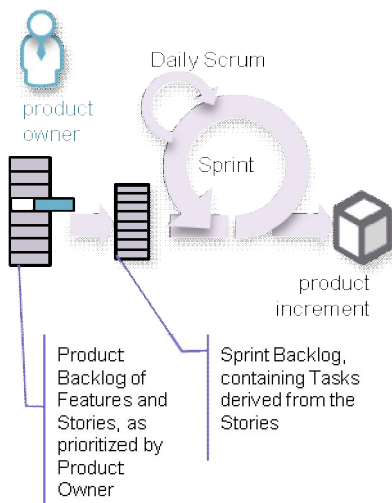 Daily Scrum
product
owner
Sprint
product
increment
Product
Backlog of
Features and
Stories, as
prioritized by
Product
Owner
Sprint Backlog,
containing Tasks
derived from the
Stories